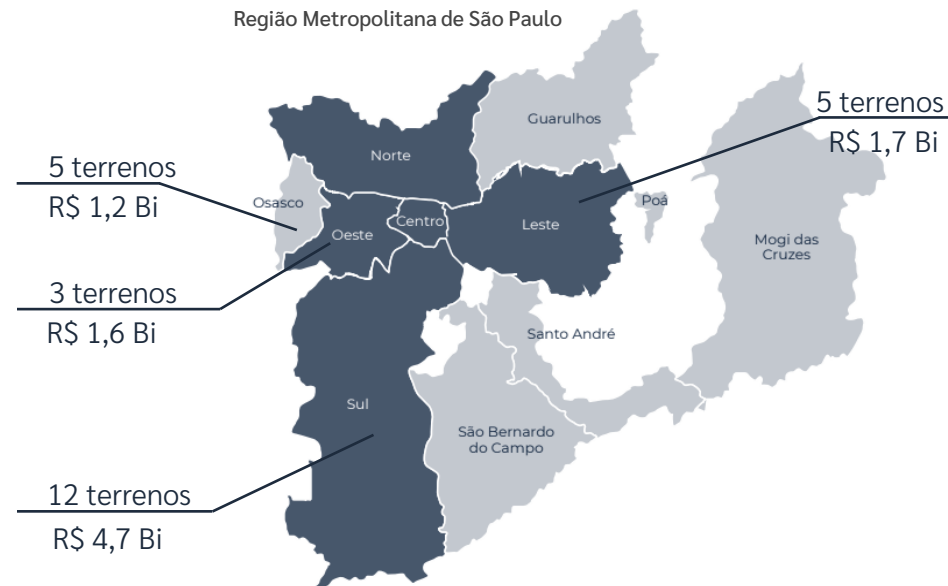 Região Metropolitana de São Paulo
Guarulhos
5 terrenos
R$ 1,7 Bi
Norte
5 terrenos
R$ 1,2 Bi
Osasco
Oeste
Centro
Leste
Poá
Mogi das
Cruzes
3 terrenos
R$ 1,6 Bi
Santo André
Sul
São Bernardo
do Campo
12 terrenos
R$ 4,7 Bi